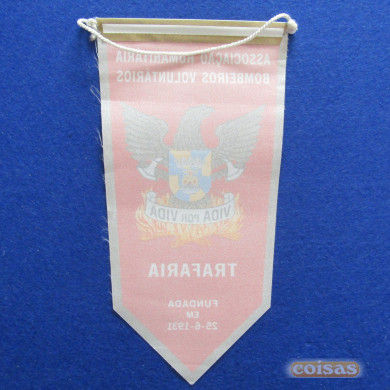 ASSOCIAÇÃO HUMANITÁRIA
BOMBEIROS VOLUNTÁRIOS
VIDA POR VIDA
TRAFARIA
FUNDADA
EM
25-6-1931
coisas